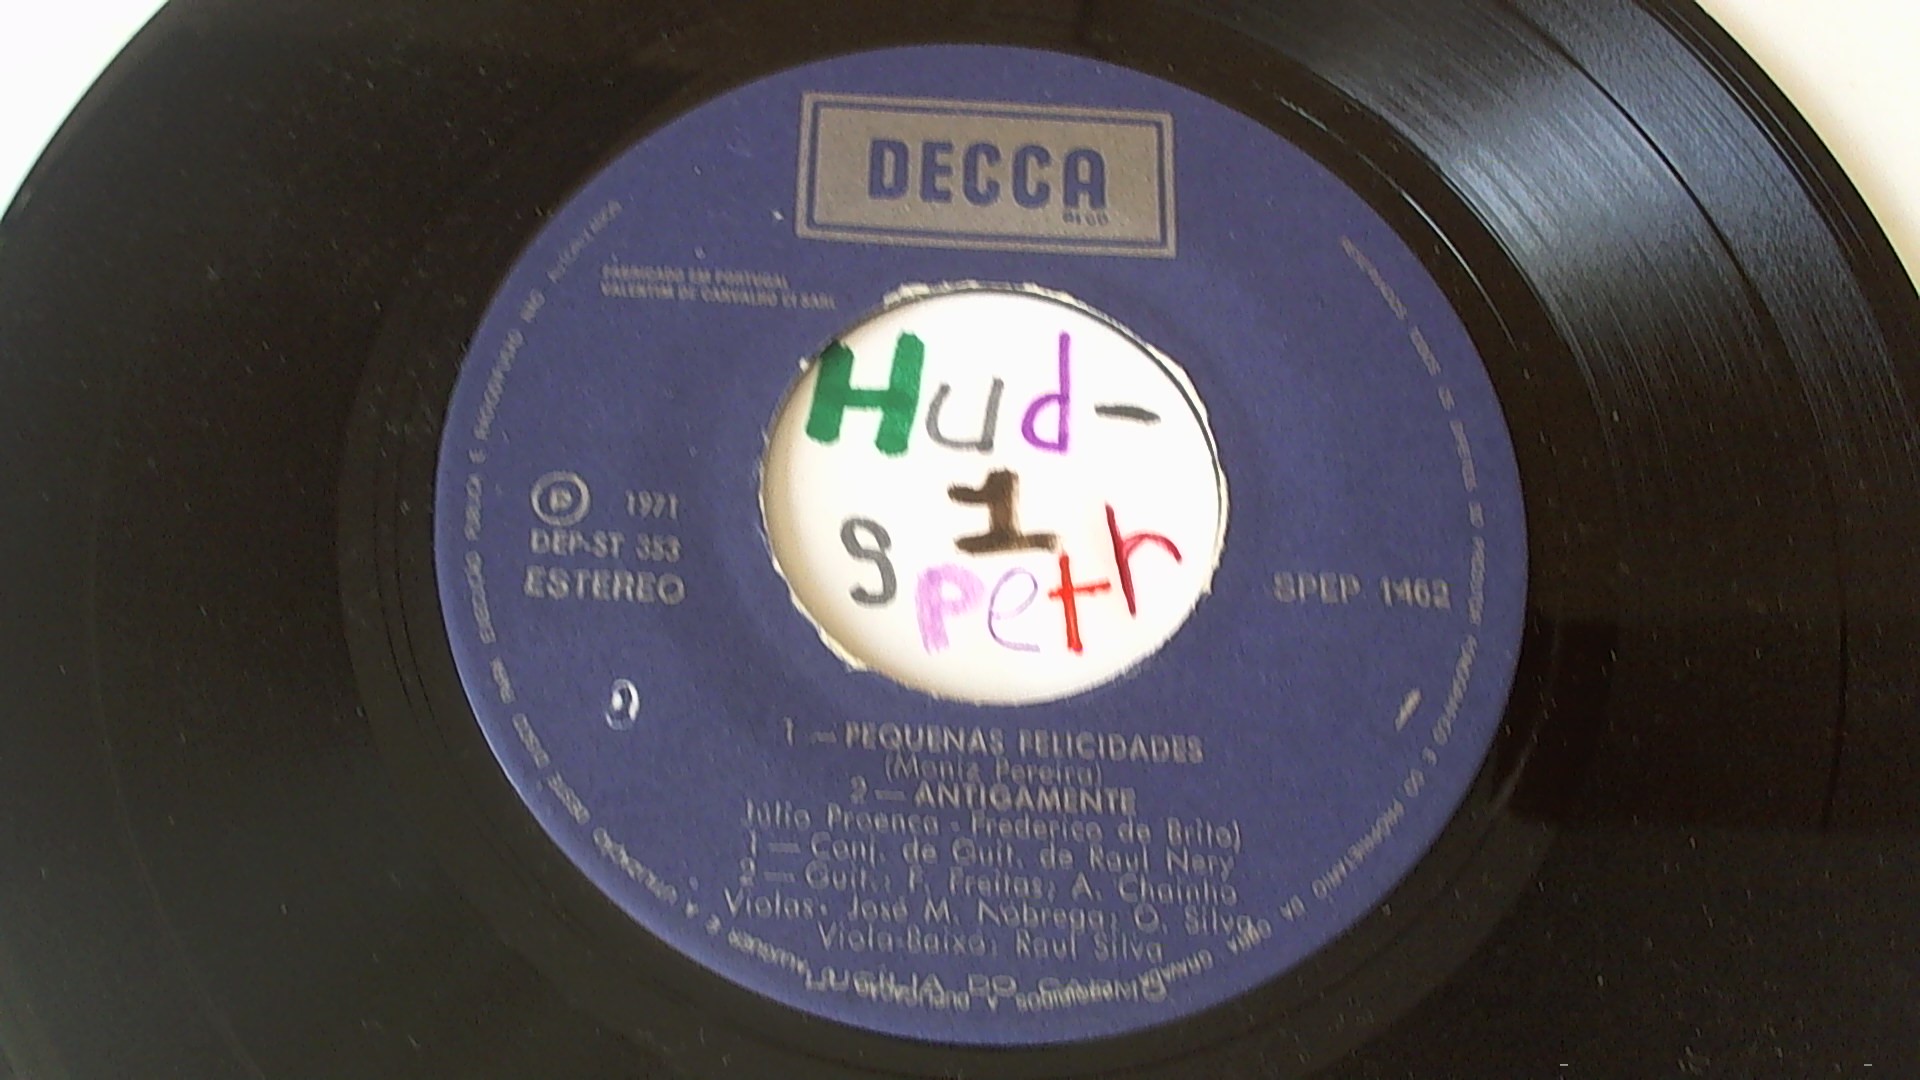 DECCA
FABRICADO EM PORTUGAL
VALENTIM DE CARVALHO CI SARL
Hud-
1
S petr
℗ 1971
DEP-ST 353
ESTEREO
SPEP 1462
1 — PEQUENAS FELICIDADES
(Moniz Pereira)
2 — ANTIGAMENTE
Júlio Proença - Frederico de Brito)
1 — Conj. de Guit. de Raul Nery
2 — Guit.: F. Freitas; A. Chainho
Violas: José M. Nóbrega; O. Silva
Viola-Baixo: Raul Silva